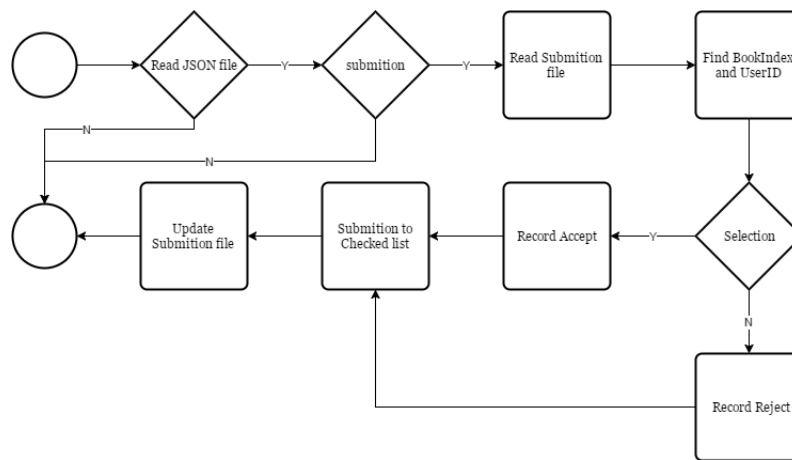 Read JSON file
Y
submition
Y
Read Submition
file
Find BookIndex
and UserID
N
N
Update
Submition file
Submition to
Checked list
Record Accept
Y
Selection
N
Record Reject